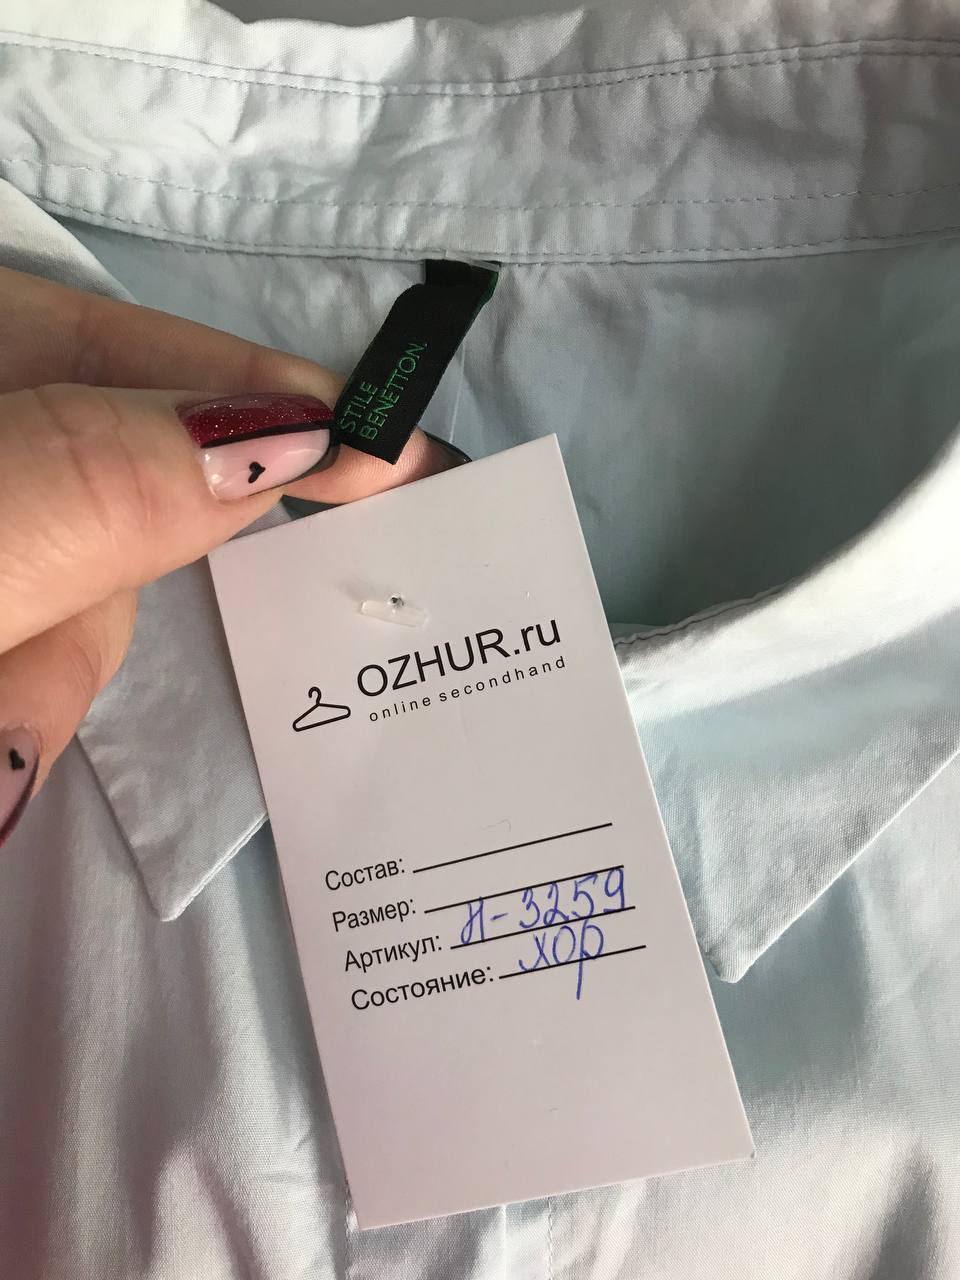 STILE
BENETTON.
OZHUR.ru
online secondhand
Состав:
Размер:
Артикул: Н-3259
Состояние: хор